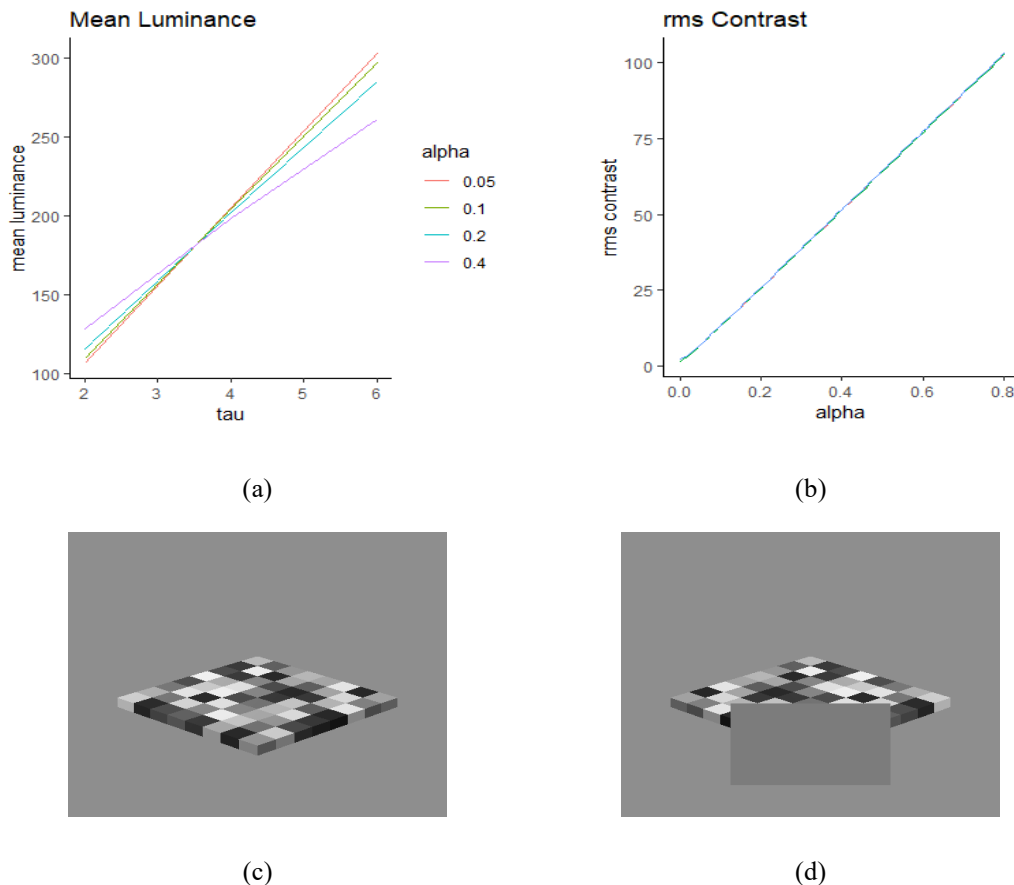 Mean Luminance
300
250
200
150
100
mean luminance
2 3 4 5 6
tau
alpha
0.05
0.1
0.2
0.4
rms Contrast
100
75
50
25
0
rms contrast
0.0 0.2 0.4 0.6 0.8
alpha
(a) (b)
(c) (d)